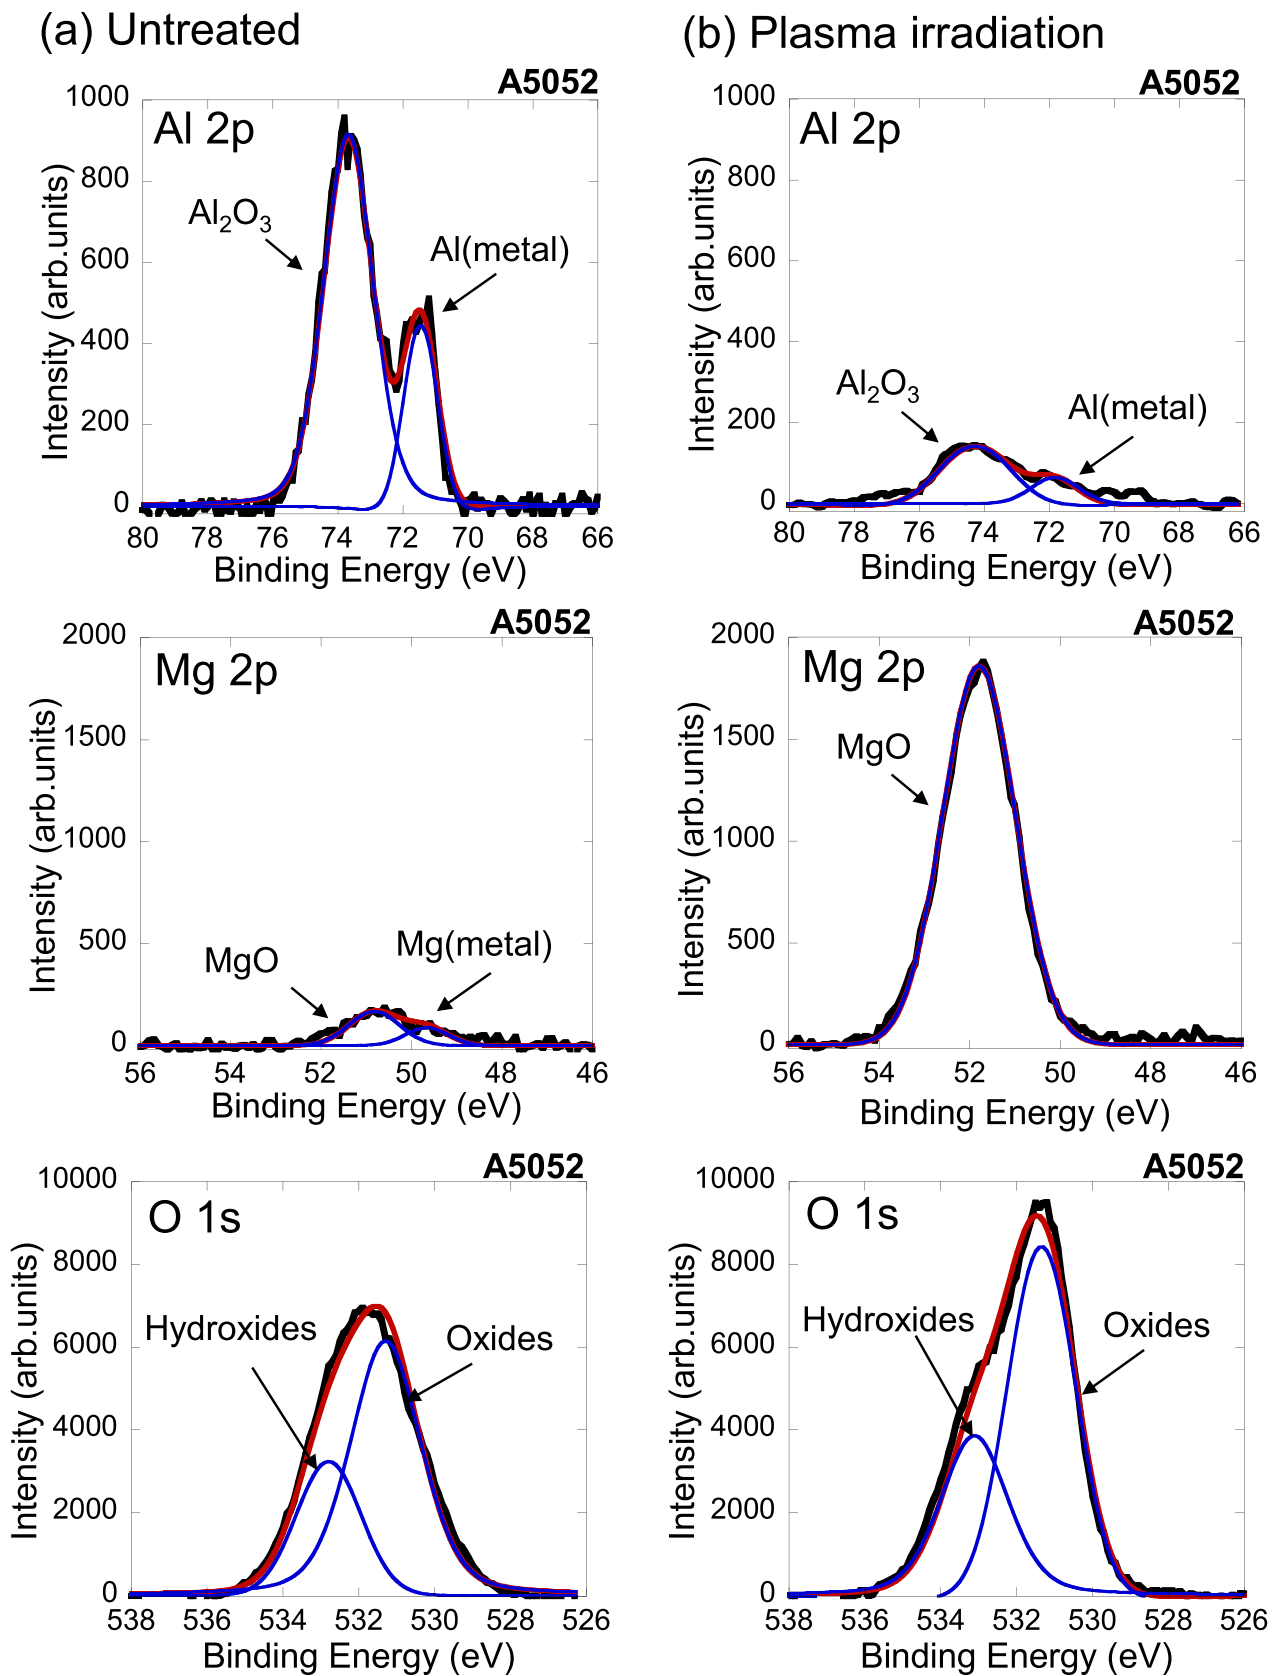 (a) Untreated
A5052
Al 2p
Al2O3
Al(metal)
Intensity (arb.units)
1000
800
600
400
200
0
80 78 76 74 72 70 68 66
Binding Energy (eV)
A5052
Mg 2p
MgO
Mg(metal)
Intensity (arb.units)
2000
1500
1000
500
0
56 54 52 50 48 46
Binding Energy (eV)
A5052
O 1s
Hydroxides
Oxides
Intensity (arb.units)
10000
8000
6000
4000
2000
0
538 536 534 532 530 528 526
Binding Energy (eV)
(b) Plasma irradiation
A5052
Al 2p
Al2O3
Al(metal)
Intensity (arb.units)
1000
800
600
400
200
0
80 78 76 74 72 70 68 66
Binding Energy (eV)
A5052
Mg 2p
MgO
Intensity (arb.units)
2000
1500
1000
500
0
56 54 52 50 48 46
Binding Energy (eV)
A5052
O 1s
Hydroxides
Oxides
Intensity (arb.units)
10000
8000
6000
4000
2000
0
538 536 534 532 530 528 526
Binding Energy (eV)